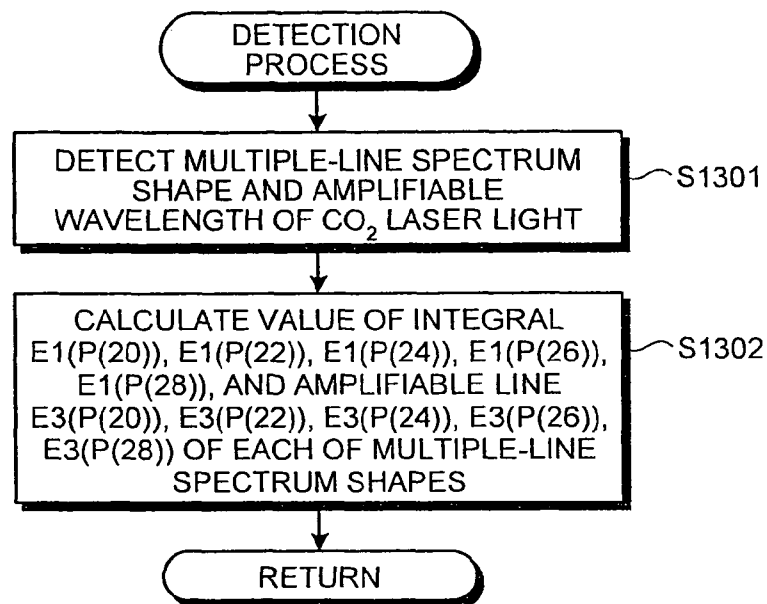 DETECTION
PROCESS
DETECT MULTIPLE-LINE SPECTRUM
SHAPE AND AMPLIFIABLE
WAVELENGTH OF CO₂ LASER LIGHT
S1301
CALCULATE VALUE OF INTEGRAL
E1(P(20)), E1(P(22)), E1(P(24)), E1(P(26)),
E1(P(28)), AND AMPLIFIABLE LINE
E3(P(20)), E3(P(22)), E3(P(24)), E3(P(26)),
E3(P(28)) OF EACH OF MULTIPLE-LINE
SPECTRUM SHAPES
S1302
RETURN